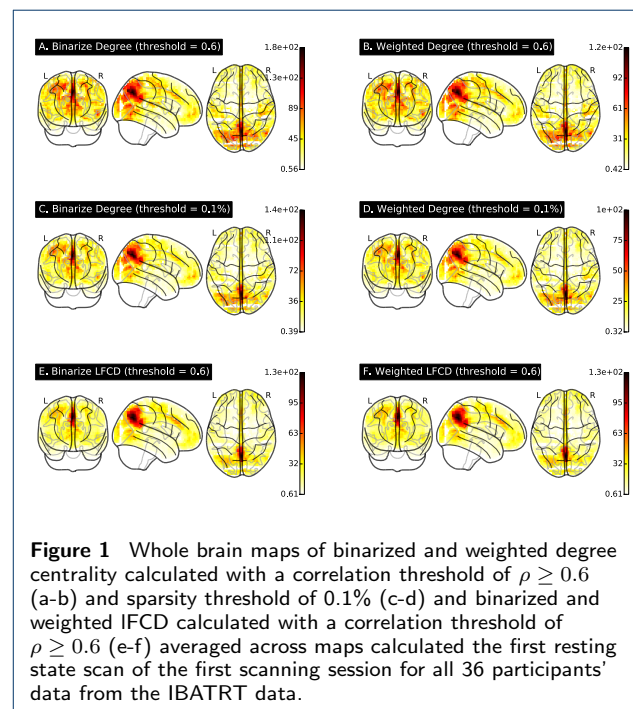 A. Binarize Degree (threshold = 0.6)
L R
1.8e+02
1.3e+02
89
45
0.56
B. Weighted Degree (threshold = 0.6)
L R
1.2e+02
92
61
31
0.42
C. Binarize Degree (threshold = 0.1%)
L R
1.4e+02
1.1e+02
72
36
0.39
D. Weighted Degree (threshold = 0.1%)
L R
1e+02
75
50
25
0.32
E. Binarize LFCD (threshold = 0.6)
L R
1.3e+02
95
63
32
0.61
F. Weighted LFCD (threshold = 0.6)
L R
1.3e+02
95
63
32
0.61
Figure 1 Whole brain maps of binarized and weighted degree
centrality calculated with a correlation threshold of ρ ≥ 0.6
(a-b) and sparsity threshold of 0.1% (c-d) and binarized and
weighted lFCD calculated with a correlation threshold of
ρ ≥ 0.6 (e-f) averaged across maps calculated the first resting
state scan of the first scanning session for all 36 participants'
data from the IBATRT data.